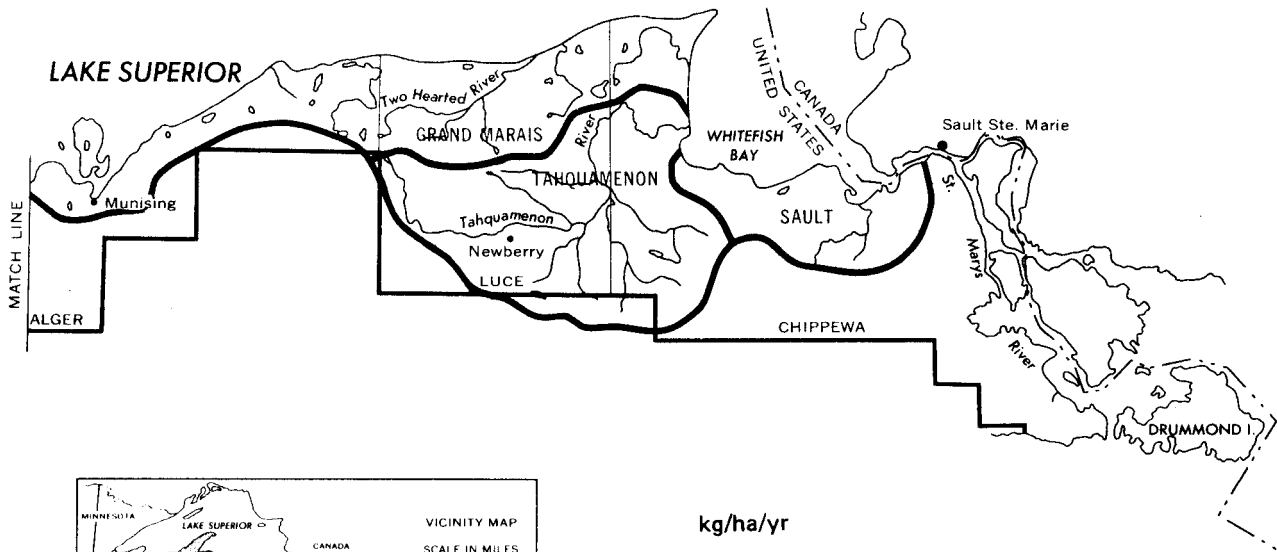 LAKE SUPERIOR
Two Hearted River
GRAND MARAIS
River
TAHQUAMENON
WHITEFISH
BAY
UNITED STATES
CANADA
Sault Ste. Marie
St. Marys River
SAULT
MATCH LINE
Munising
Tahquamenon
Newberry
LUCE
ALGER
CHIPPEWA
DRUMMOND I.
MINNESOTA
LAKE SUPERIOR
CANADA
VICINITY MAP
SCALE IN MILES
kg/ha/yr